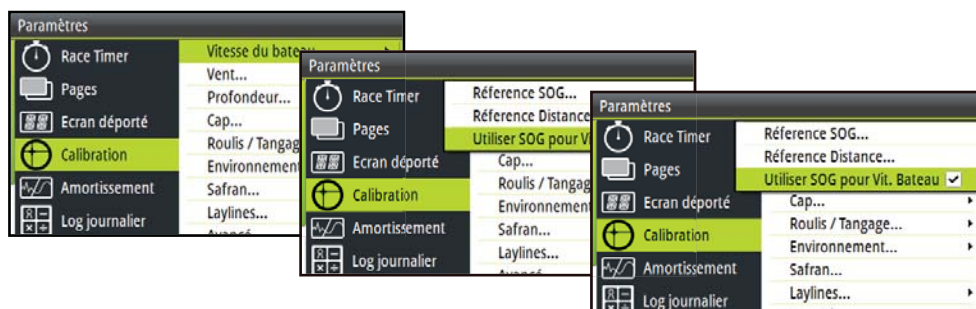 Paramètres
Race Timer
Pages
Ecran déporté
Calibration
Amortissement
Log journalier
Vitesse du bateau
Vent...
Profondeur...
Cap...
Roulis / Tangag
Environnement
Safran...
Laylines...
Avancé
Paramètres
Race Timer
Pages
Ecran déporté
Calibration
Amortissement
Log journalier
Réference SOG...
Réference Distance
Utiliser SOG pour Vi
Cap...
Roulis / Tangag
Environnement
Safran...
Laylines...
Avancé
Paramètres
Race Timer
Pages
Ecran déporté
Calibration
Amortissement
Log journalier
Réference SOG...
Réference Distance...
Utiliser SOG pour Vit. Bateau
Cap...
Roulis / Tangage...
Environnement...
Safran...
Laylines...